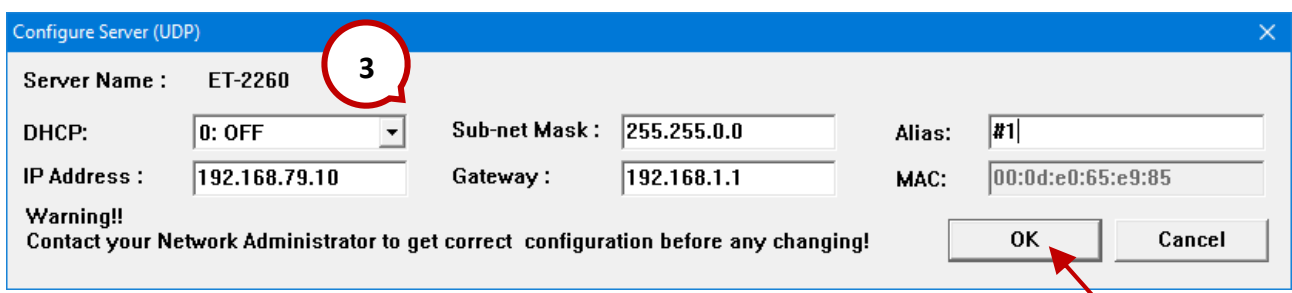 Configure Server (UDP)
Server Name : ET-2260
3
DHCP: 0: OFF Sub-net Mask : 255.255.0.0 Alias: #1
IP Address : 192.168.79.10 Gateway : 192.168.1.1 MAC: 00:0d:e0:65:e9:85
Warning!!
Contact your Network Administrator to get correct configuration before any changing!
OK Cancel